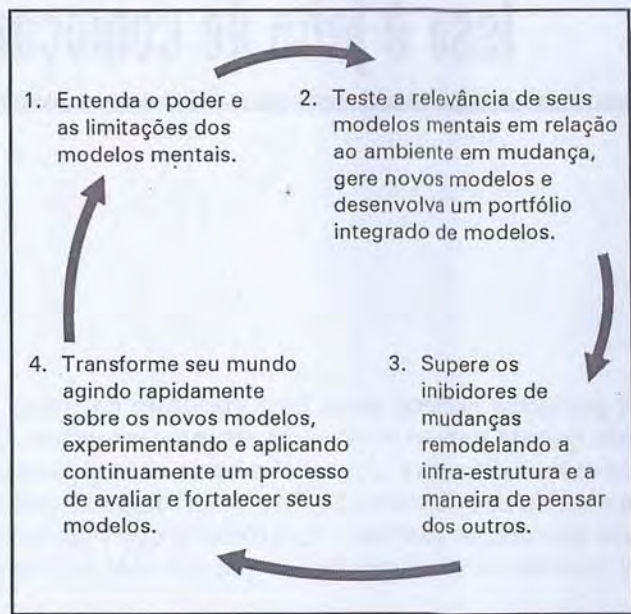 1. Entenda o poder e
as limitações dos
modelos mentais.
2. Teste a relevância de seus
modelos mentais em relação
ao ambiente em mudança,
gere novos modelos e
desenvolva um portfólio
integrado de modelos.
3. Supere os
inibidores de
mudanças
remodelando a
infra-estrutura e a
maneira de pensar
dos outros.
4. Transforme seu mundo
agindo rapidamente
sobre os novos modelos,
experimentando e aplicando
continuamente um processo
de avaliar e fortalecer seus
modelos.